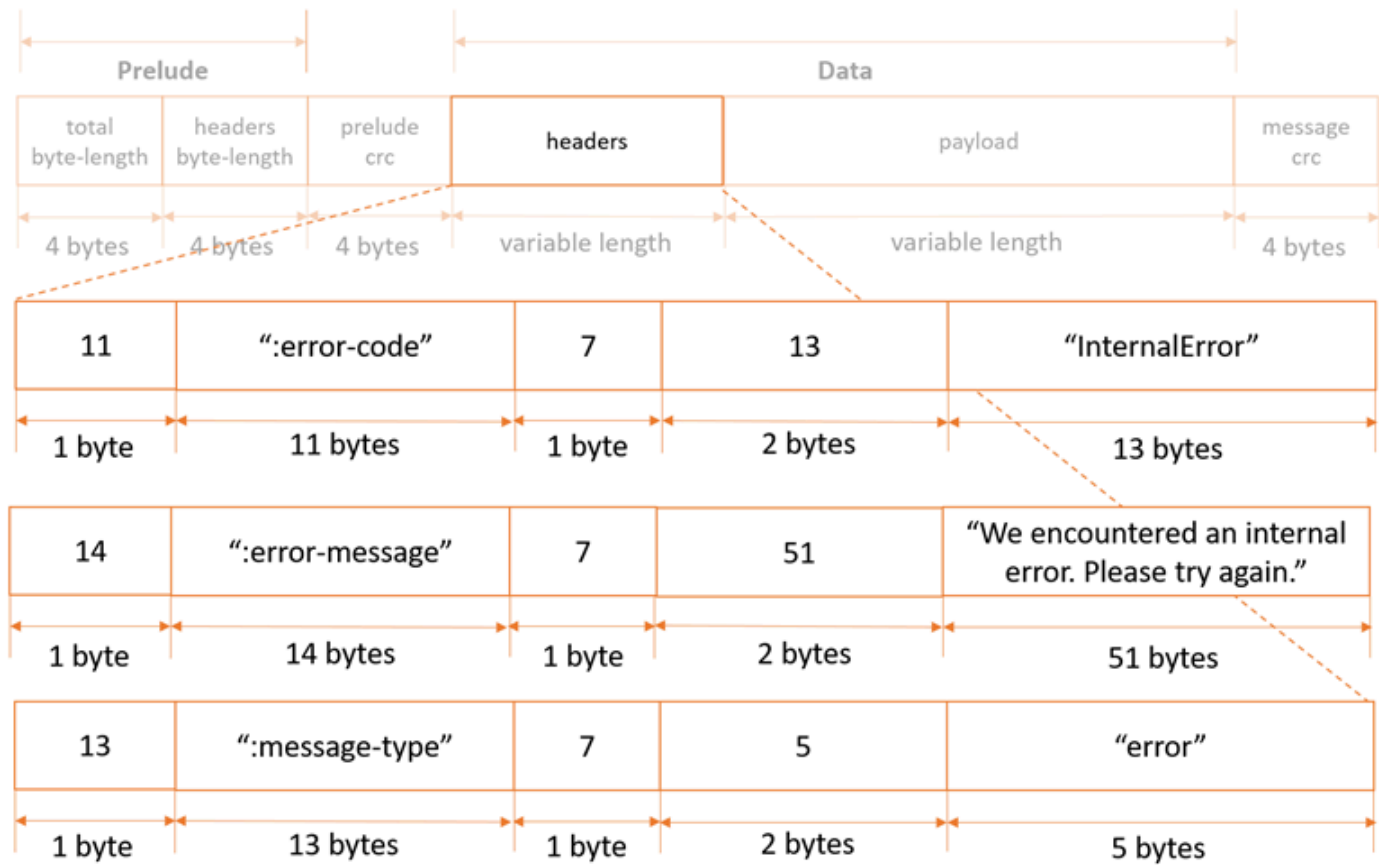 Prelude
Data
total
byte-length
headers
byte-length
prelude
crc
headers
payload
message
crc
4 bytes
4 bytes
4 bytes
variable length
variable length
4 bytes
11
“:error-code”
7
13
“InternalError”
1 byte
11 bytes
1 byte
2 bytes
13 bytes
14
“:error-message”
7
51
“We encountered an internal
error. Please try again.”
1 byte
14 bytes
1 byte
2 bytes
51 bytes
13
“:message-type”
7
5
“error”
1 byte
13 bytes
1 byte
2 bytes
5 bytes